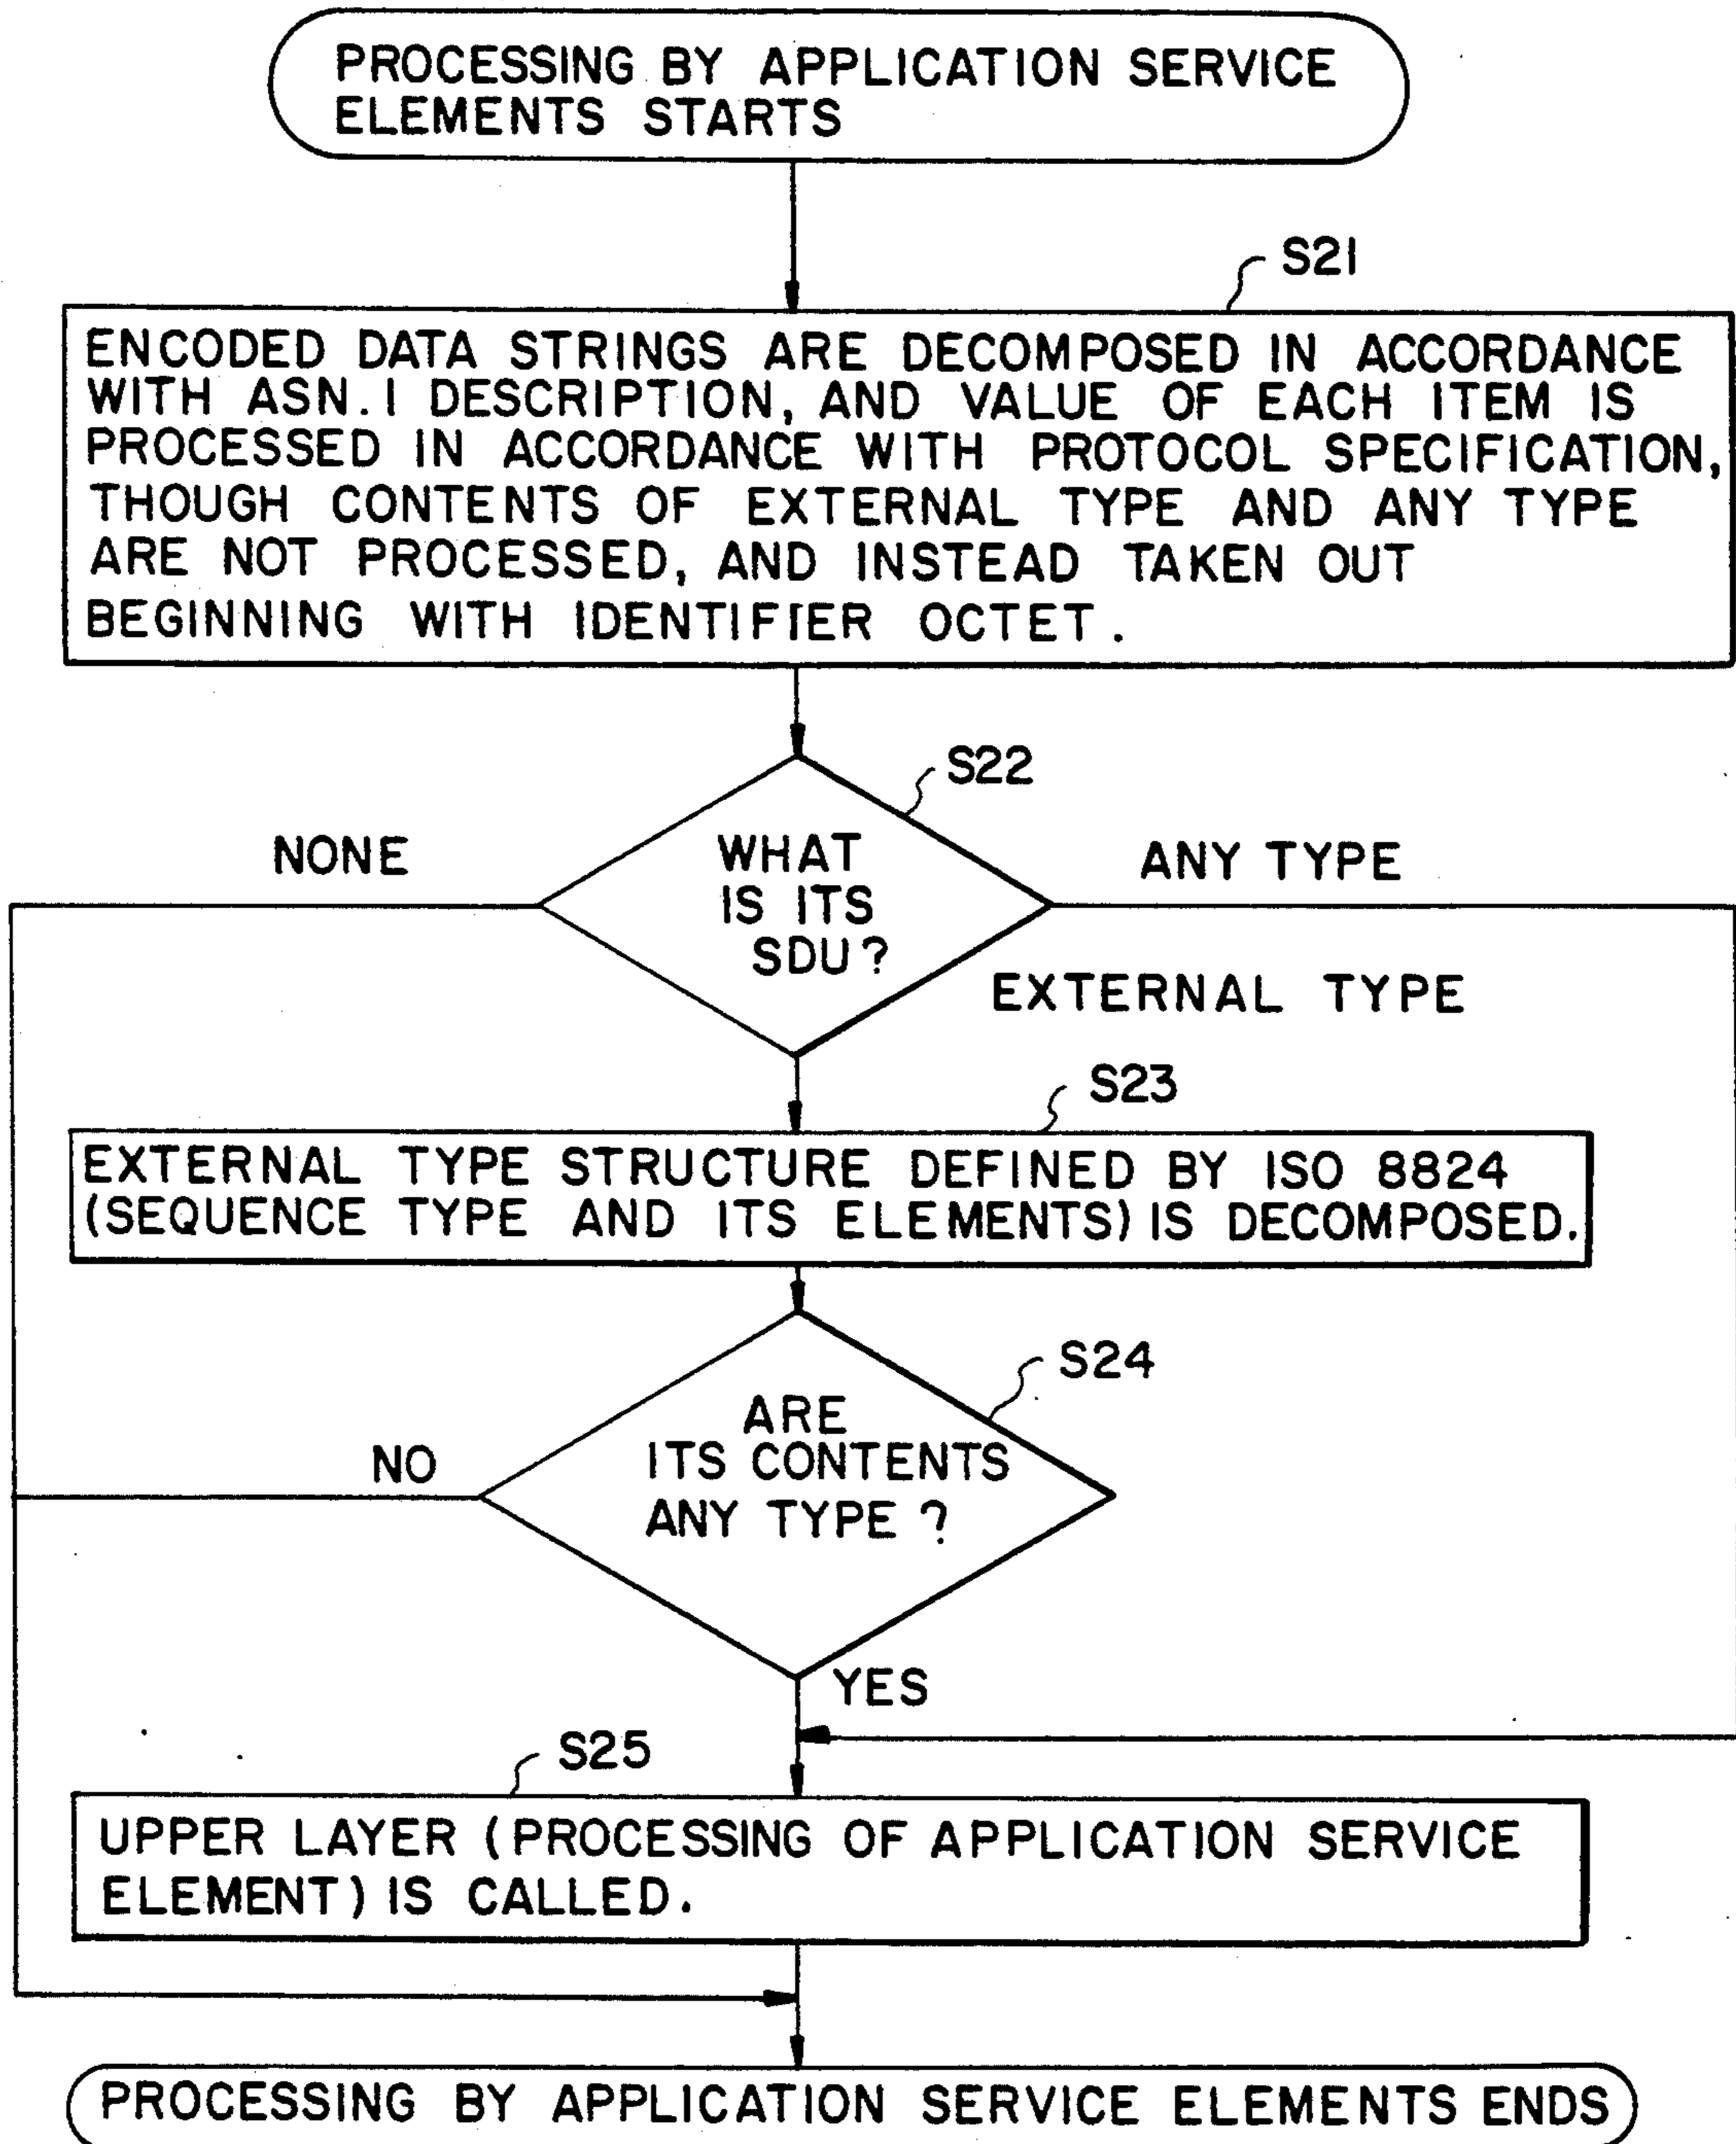 PROCESSING BY APPLICATION SERVICE
ELEMENTS STARTS
S21
ENCODED DATA STRINGS ARE DECOMPOSED IN ACCORDANCE
WITH ASN.1 DESCRIPTION, AND VALUE OF EACH ITEM IS
PROCESSED IN ACCORDANCE WITH PROTOCOL SPECIFICATION,
THOUGH CONTENTS OF EXTERNAL TYPE AND ANY TYPE
ARE NOT PROCESSED, AND INSTEAD TAKEN OUT
BEGINNING WITH IDENTIFIER OCTET.
S22
NONE
WHAT
IS ITS
SDU?
ANY TYPE
EXTERNAL TYPE
S23
EXTERNAL TYPE STRUCTURE DEFINED BY ISO 8824
(SEQUENCE TYPE AND ITS ELEMENTS) IS DECOMPOSED.
S24
NO
ARE
ITS CONTENTS
ANY TYPE?
YES
S25
UPPER LAYER (PROCESSING OF APPLICATION SERVICE
ELEMENT) IS CALLED.
PROCESSING BY APPLICATION SERVICE ELEMENTS ENDS